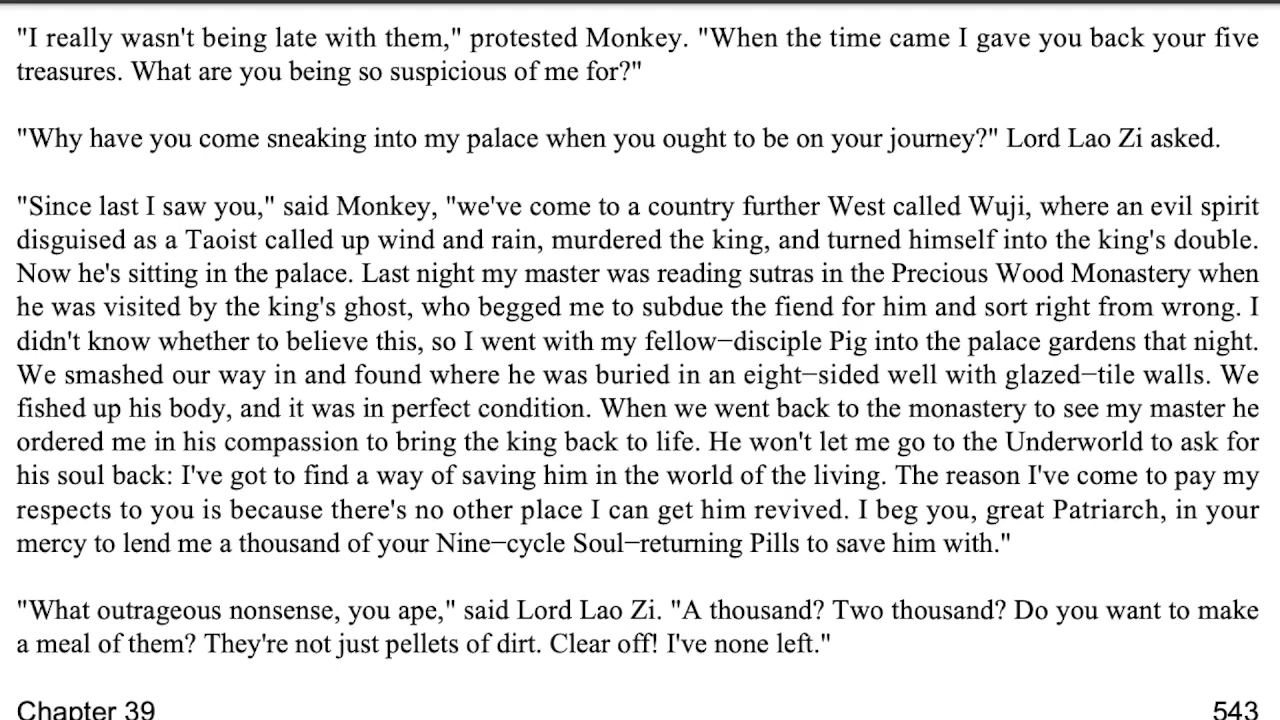 "I really wasn't being late with them," protested Monkey. "When the time came I gave you back your five
treasures. What are you being so suspicious of me for?"
"Why have you come sneaking into my palace when you ought to be on your journey?" Lord Lao Zi asked.
"Since last I saw you," said Monkey, "we've come to a country further West called Wuji, where an evil spirit
disguised as a Taoist called up wind and rain, murdered the king, and turned himself into the king's double.
Now he's sitting in the palace. Last night my master was reading sutras in the Precious Wood Monastery when
he was visited by the king's ghost, who begged me to subdue the fiend for him and sort right from wrong. I
didn't know whether to believe this, so I went with my fellow−disciple Pig into the palace gardens that night.
We smashed our way in and found where he was buried in an eight−sided well with glazed−tile walls. We
fished up his body, and it was in perfect condition. When we went back to the monastery to see my master he
ordered me in his compassion to bring the king back to life. He won't let me go to the Underworld to ask for
his soul back: I've got to find a way of saving him in the world of the living. The reason I've come to pay my
respects to you is because there's no other place I can get him revived. I beg you, great Patriarch, in your
mercy to lend me a thousand of your Nine−cycle Soul−returning Pills to save him with."
"What outrageous nonsense, you ape," said Lord Lao Zi. "A thousand? Two thousand? Do you want to make
a meal of them? They're not just pellets of dirt. Clear off! I've none left."
Chapter 39 543